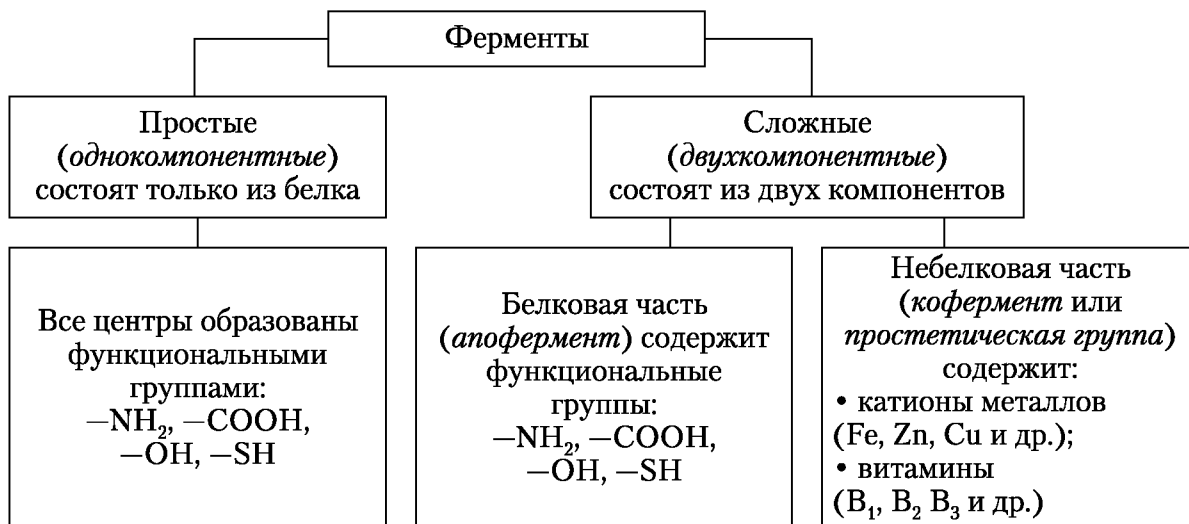 Ферменты
Простые
(однокомпонентные)
состоят только из белка
Сложные
(двухкомпонентные)
состоят из двух компонентов
Все центры образованы
функциональными
группами:
—NH₂, —COOH,
—OH, —SH
Белковая часть
(апофермент) содержит
функциональные
группы:
—NH₂, —COOH,
—OH, —SH
Небелковая часть
(кофермент или
простетическая группа)
содержит:
• катионы металлов
(Fe, Zn, Cu и др.);
• витамины
(B₁, B₂ B₃ и др.)